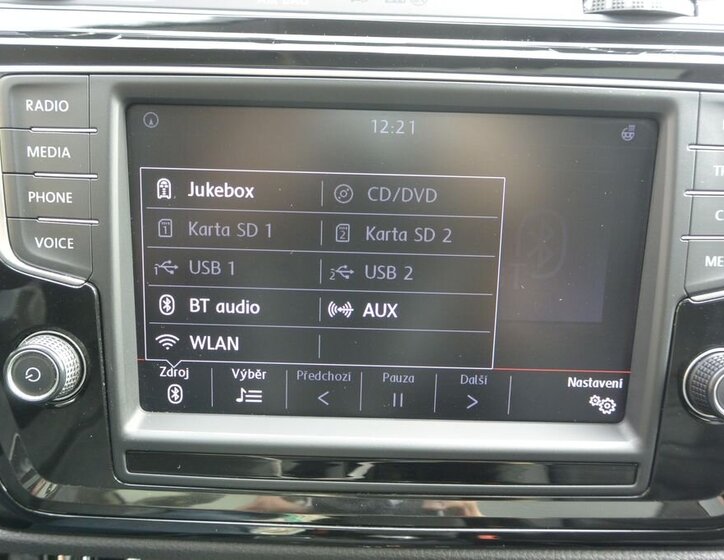 RADIO
MEDIA
PHONE
VOICE
12:21
Jukebox
CD/DVD
Karta SD 1
Karta SD 2
USB 1
USB 2
BT audio
AUX
WLAN
Zdroj
Výběr
Předchozí
Pauza
Další
Nastavení